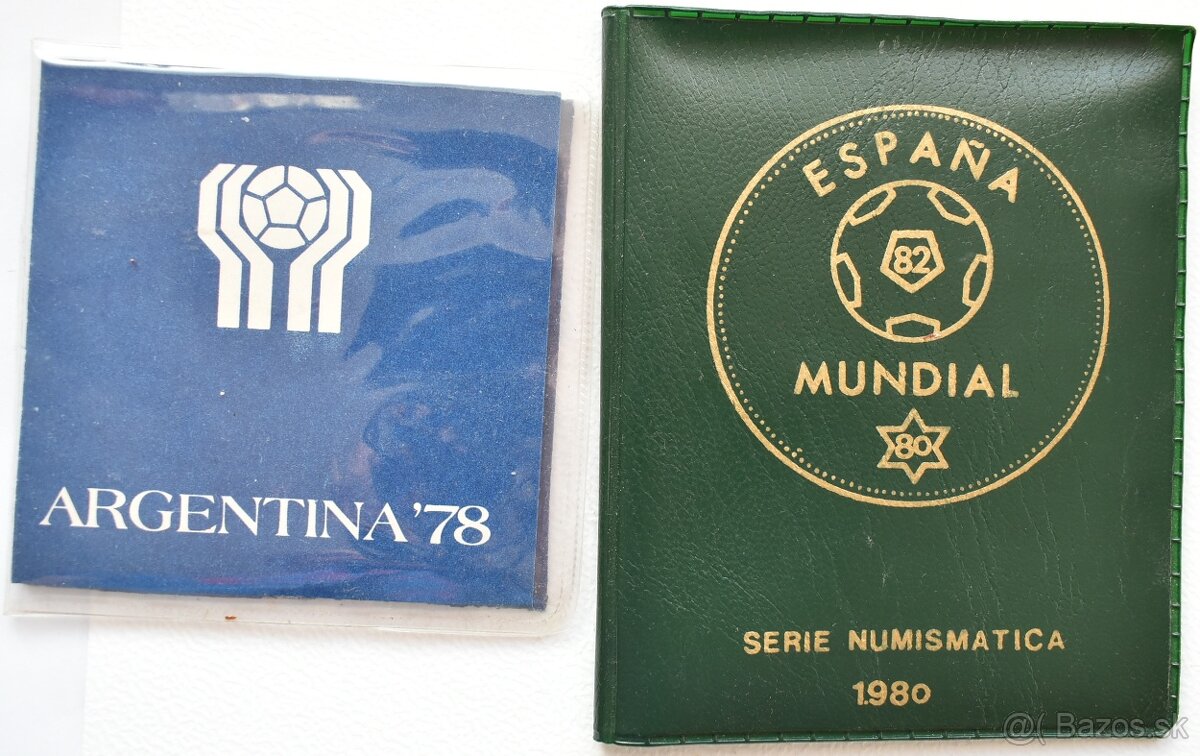 ARGENTINA '78
ESPAÑA
82
MUNDIAL
80
SERIE NUMISMATICA
1980
@( Bazos.sk